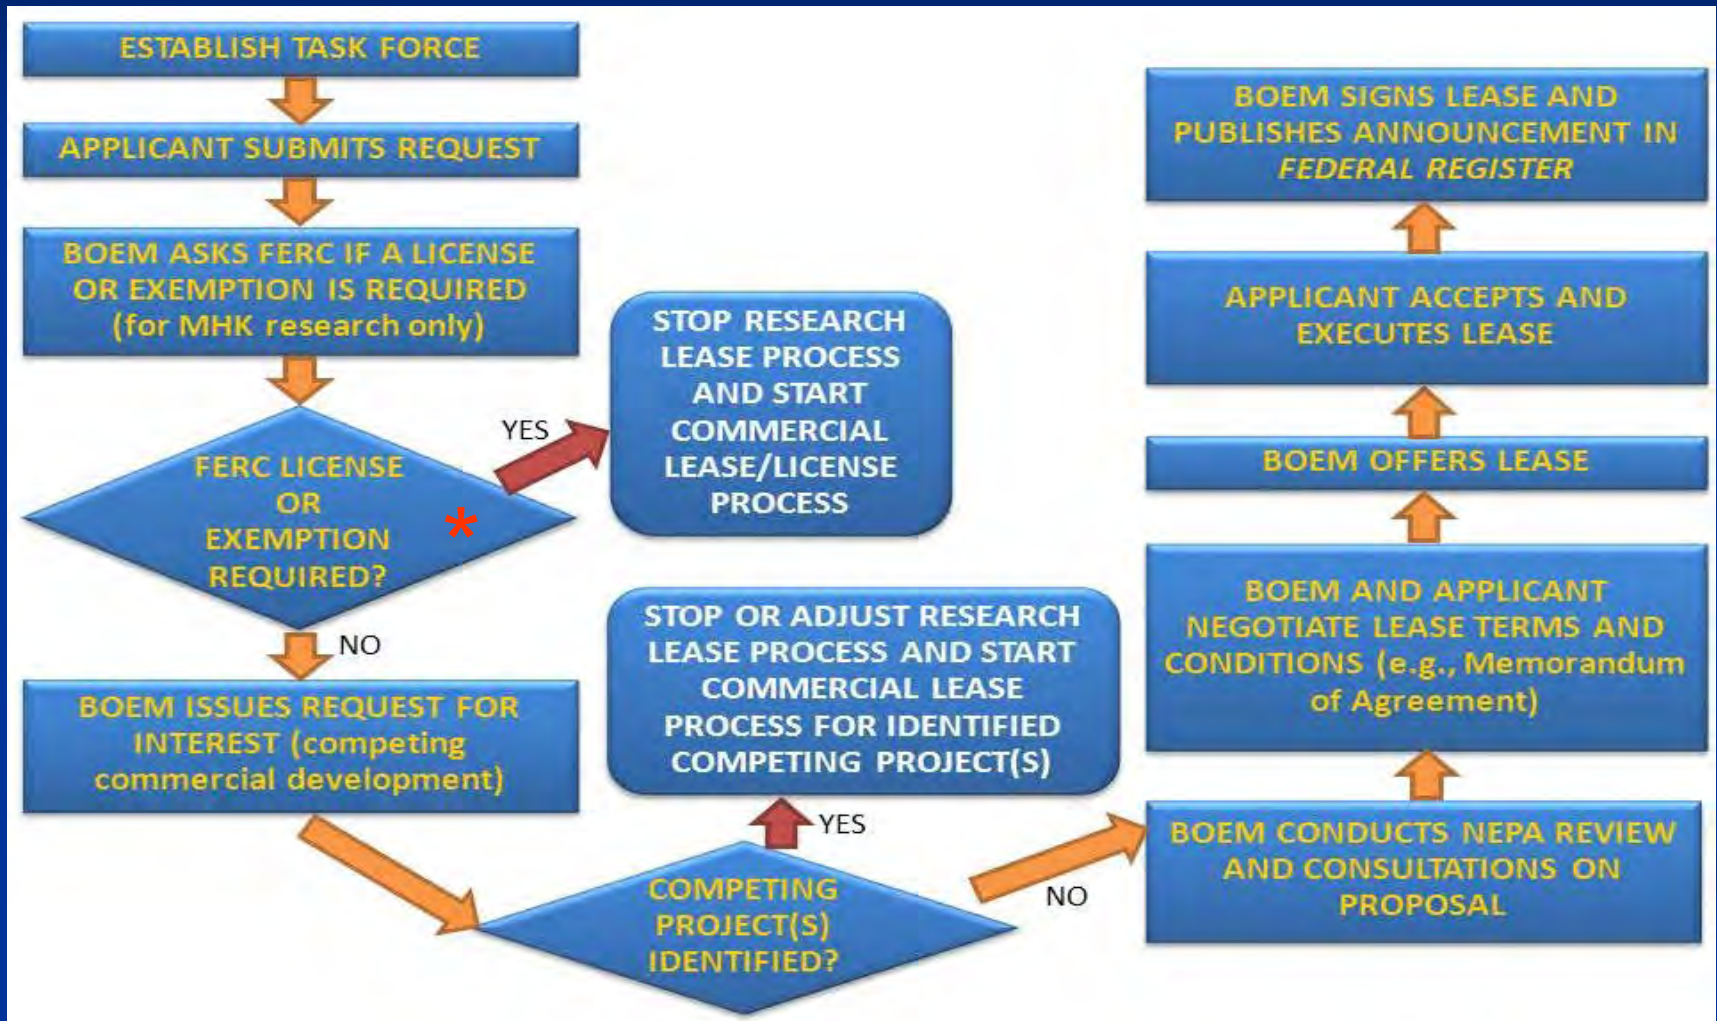 ESTABLISH TASK FORCE
APPLICANT SUBMITS REQUEST
BOEM ASKS FERC IF A LICENSE
OR EXEMPTION IS REQUIRED
(for MHK research only)
FERC LICENSE
OR
EXEMPTION *
REQUIRED?
YES
STOP RESEARCH
LEASE PROCESS
AND START
COMMERCIAL
LEASE/LICENSE
PROCESS
NO
BOEM ISSUES REQUEST FOR
INTEREST (competing
commercial development)
COMPETING
PROJECT(S)
IDENTIFIED?
YES
STOP OR ADJUST RESEARCH
LEASE PROCESS AND START
COMMERCIAL LEASE
PROCESS FOR IDENTIFIED
COMPETING PROJECT(S)
NO
BOEM CONDUCTS NEPA REVIEW
AND CONSULTATIONS ON
PROPOSAL
BOEM AND APPLICANT
NEGOTIATE LEASE TERMS AND
CONDITIONS (e.g., Memorandum
of Agreement)
BOEM OFFERS LEASE
APPLICANT ACCEPTS AND
EXECUTES LEASE
BOEM SIGNS LEASE AND
PUBLISHES ANNOUNCEMENT IN
FEDERAL REGISTER